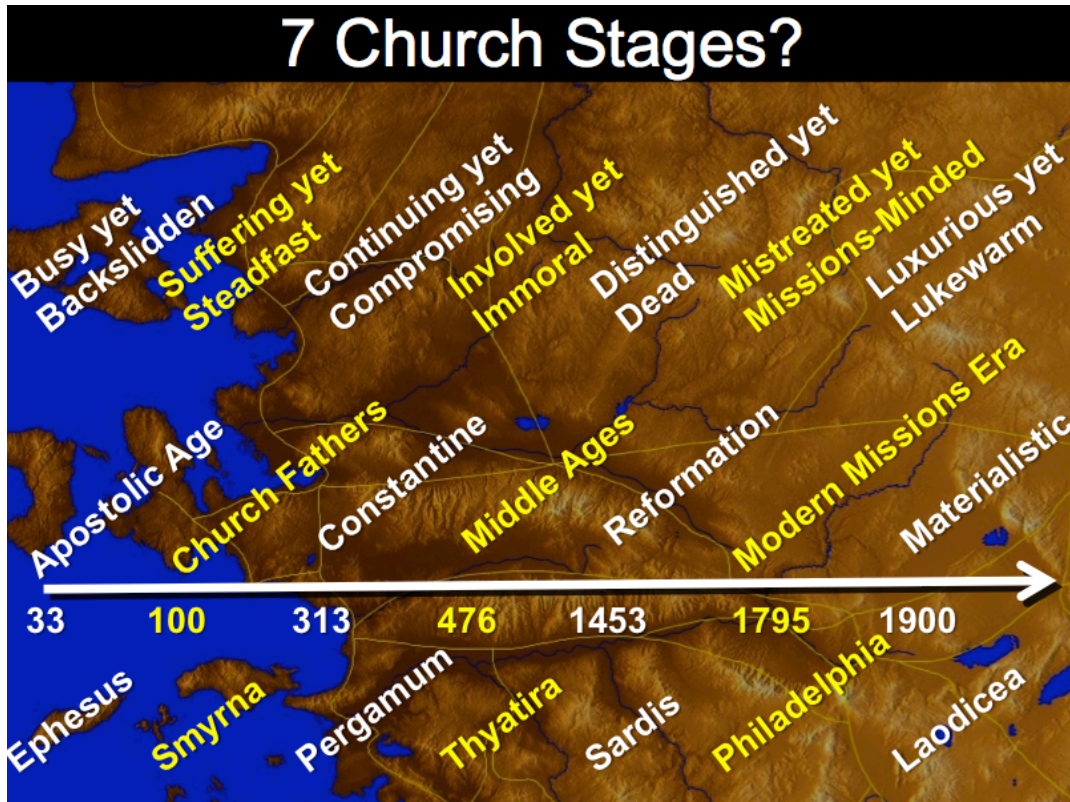 7 Church Stages?
Busy yet
Backslidden
Suffering yet
Steadfast
Continuing yet
Compromising
Involved yet
Immoral
Distinguished yet
Dead
Mistreated yet
Missions-Minded
Luxurious yet
Lukewarm
Apostolic Age
Church Fathers
Constantine
Middle Ages
Reformation
Modern Missions Era
Materialistic
33
100
313
476
1453
1795
1900
Ephesus
Smyrna
Pergamum
Thyatira
Sardis
Philadelphia
Laodicea